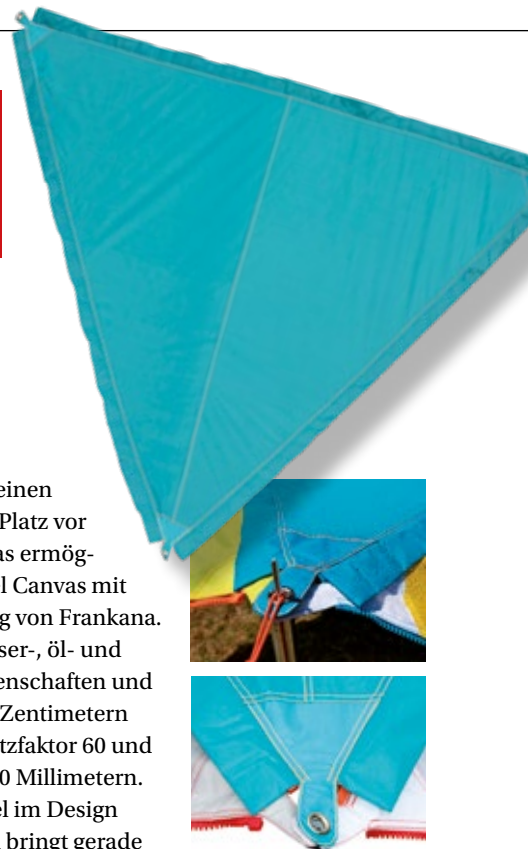 einen
Platz vor
as ermög-
l Canvas mit
g von Frankana.
ser-, öl- und
enschaften und
Zentimetern
tzfaktor 60 und
0 Millimetern.
el im Design
bringt gerade